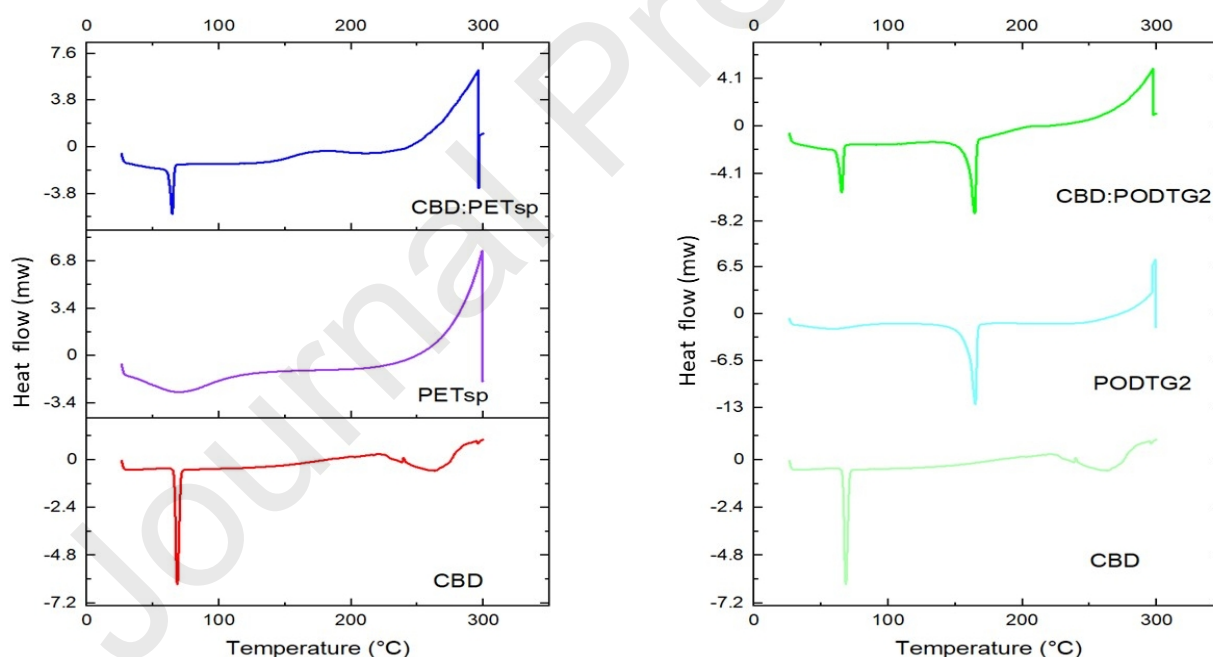 0 100 200 300
7.6
3.8
0
-3.8
CBD:PETsp
6.8
3.4
0
-3.4
PETsp
0
-2.4
-4.8
-7.2
CBD
0 100 200 300
Heat flow (mw)
Temperature (°C)
0 100 200 300
4.1
0
-4.1
-8.2
CBD:PODTG2
6.5
0
-6.5
-13
PODTG2
0
-2.4
-4.8
-7.2
CBD
0 100 200 300
Heat flow (mw)
Temperature (°C)
Journal Pre